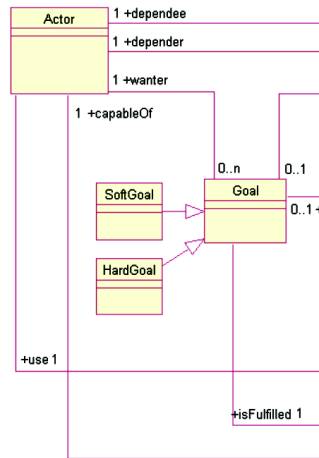 Actor
1 +dependee
1 +depender
1 +wanter
1 +capableOf
0..n
0..1
SoftGoal
Goal
0..1 +
HardGoal
+use 1
+isFulfilled 1